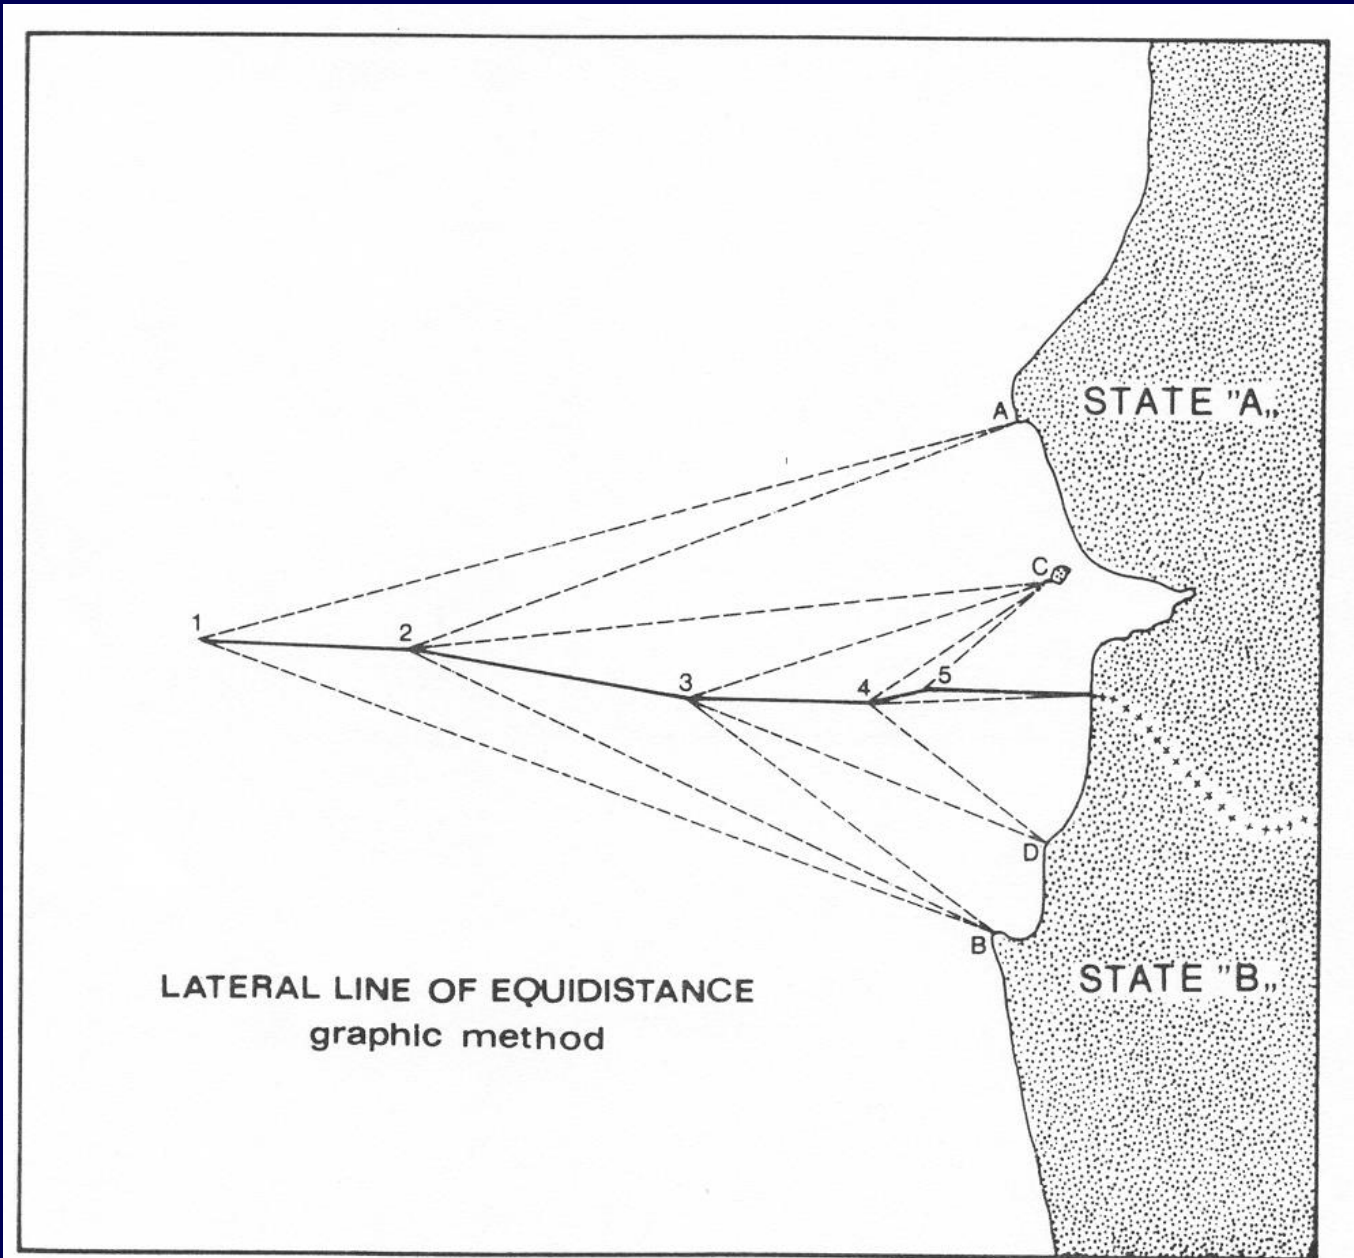 A
STATE "A„
C
1
2
3
4
5
D
B
STATE "B„
LATERAL LINE OF EQUIDISTANCE
graphic method